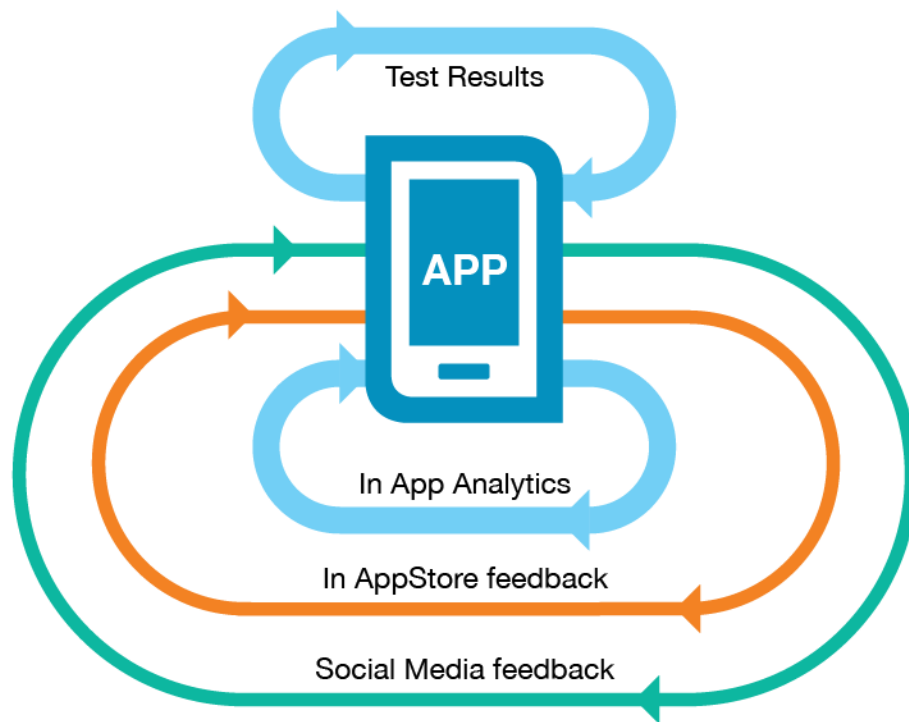 Test Results
APP
In App Analytics
In AppStore feedback
Social Media feedback